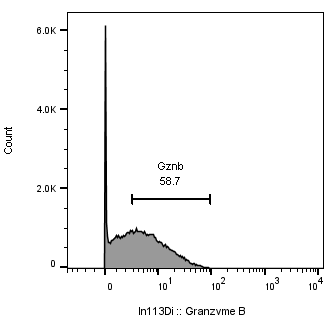 6.0K
4.0K
2.0K
0
Count
Gznb
58.7
0 10^1 10^2 10^3 10^4
In113Di :: Granzyme B